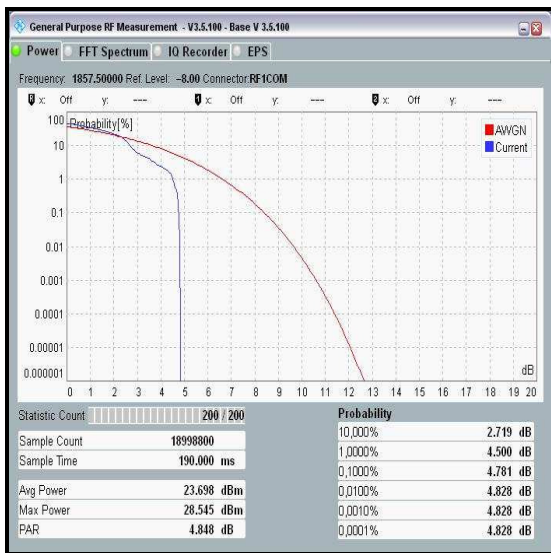 General Purpose RF Measurement - V3.5.100 - Base V 3.5.100
Power FFT Spectrum IQ Recorder EPS
Frequency: 1857.50000 Ref. Level: -8.00 Connector:RF1COM
x: Off y: --- x: Off y: --- x: Off y: ---
Probability[%]
AWGN
Current
100
10
1
0.1
0.01
0.001
0.0001
0.00001
0.000001
dB
0 1 2 3 4 5 6 7 8 9 10 11 12 13 14 15 16 17 18 19 20
Statistic Count 200 / 200
Sample Count 18998800
Sample Time 190.000 ms
Avg Power 23.698 dBm
Max Power 28.545 dBm
PAR 4.848 dB
Probability
10,000% 2.719 dB
1,0000% 4.500 dB
0,1000% 4.781 dB
0,0100% 4.828 dB
0,0010% 4.828 dB
0,0001% 4.828 dB